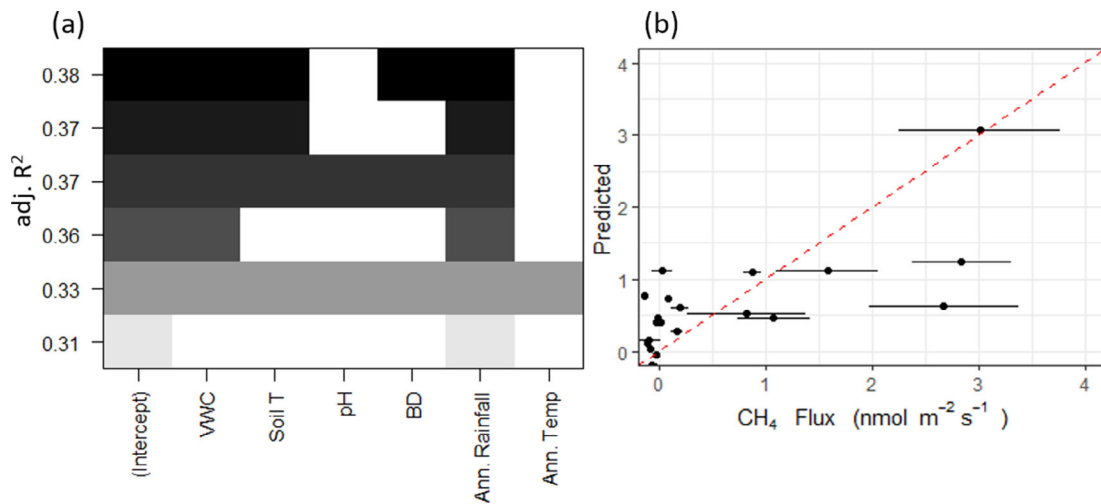 (a)
adj. R²
0.38
0.37
0.37
0.36
0.33
0.31
(Intercept)
VWC
Soil T
pH
BD
Ann. Rainfall
Ann. Temp
(b)
Predicted
4
3
2
1
0
0 1 2 3 4
CH₄ Flux (nmol m⁻² s⁻¹)